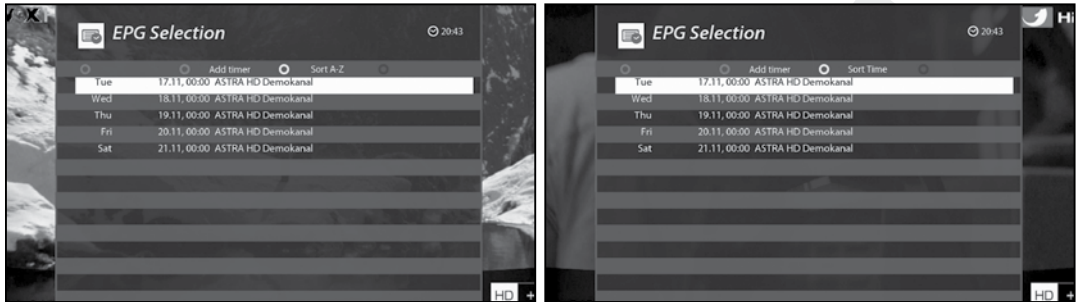 EPG Selection
20:43
Add timer Sort A-Z
Tue 17.11, 00:00 ASTRA HD Demokanal
Wed 18.11, 00:00 ASTRA HD Demokanal
Thu 19.11, 00:00 ASTRA HD Demokanal
Fri 20.11, 00:00 ASTRA HD Demokanal
Sat 21.11, 00:00 ASTRA HD Demokanal
HD +
Hi
EPG Selection
20:43
Add timer Sort Time
Tue 17.11, 00:00 ASTRA HD Demokanal
Wed 18.11, 00:00 ASTRA HD Demokanal
Thu 19.11, 00:00 ASTRA HD Demokanal
Fri 20.11, 00:00 ASTRA HD Demokanal
Sat 21.11, 00:00 ASTRA HD Demokanal
HD +